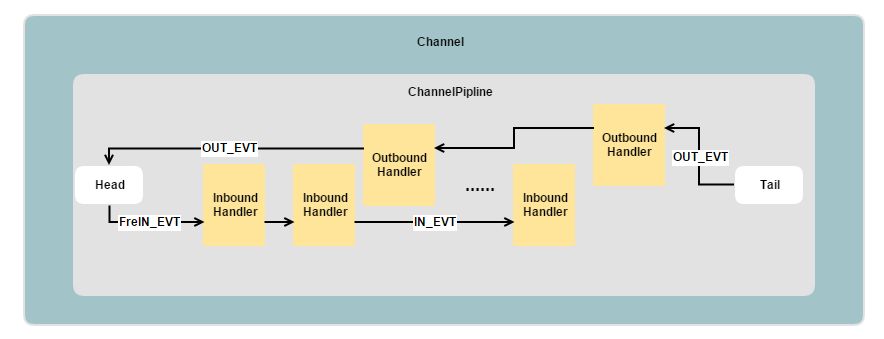 Channel
ChannelPipline
OUT_EVT
Outbound
Handler
Outbound
Handler
OUT_EVT
Head
Inbound
Handler
Inbound
Handler
......
Inbound
Handler
Tail
FreIN_EVT
IN_EVT